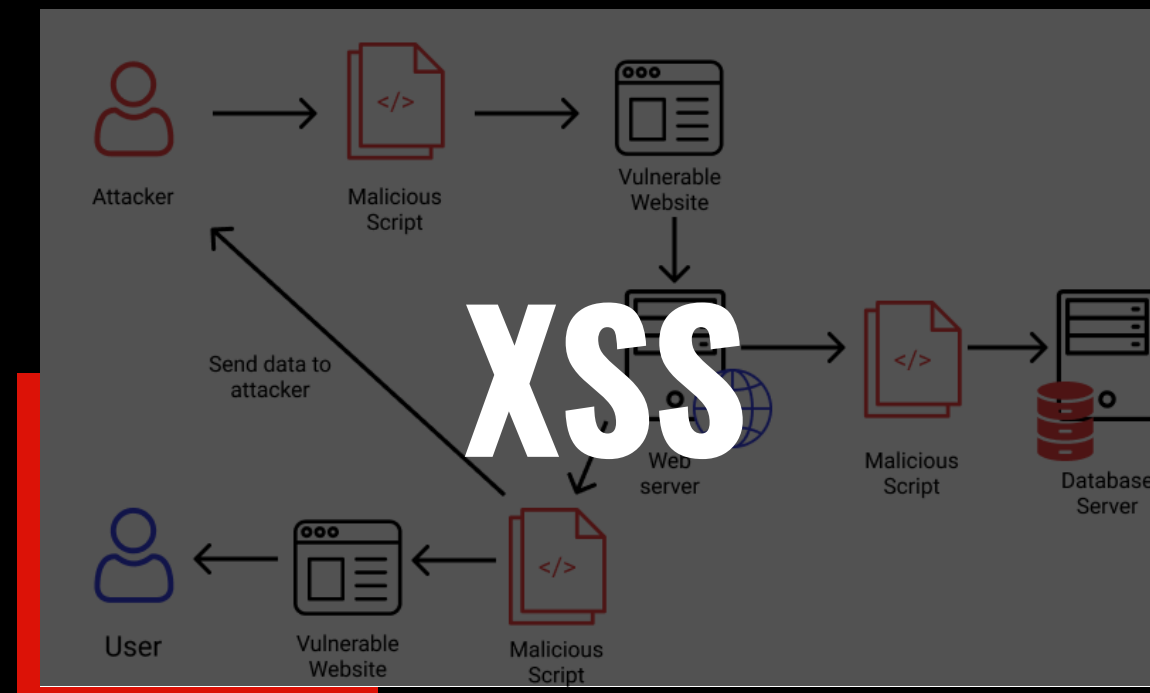 </>
Attacker
Malicious
Script
Vulnerable
Website
XSS
</>
Send data to
attacker
Web
server
Malicious
Script
Database
Server
</>
User
Vulnerable
Website
Malicious
Script